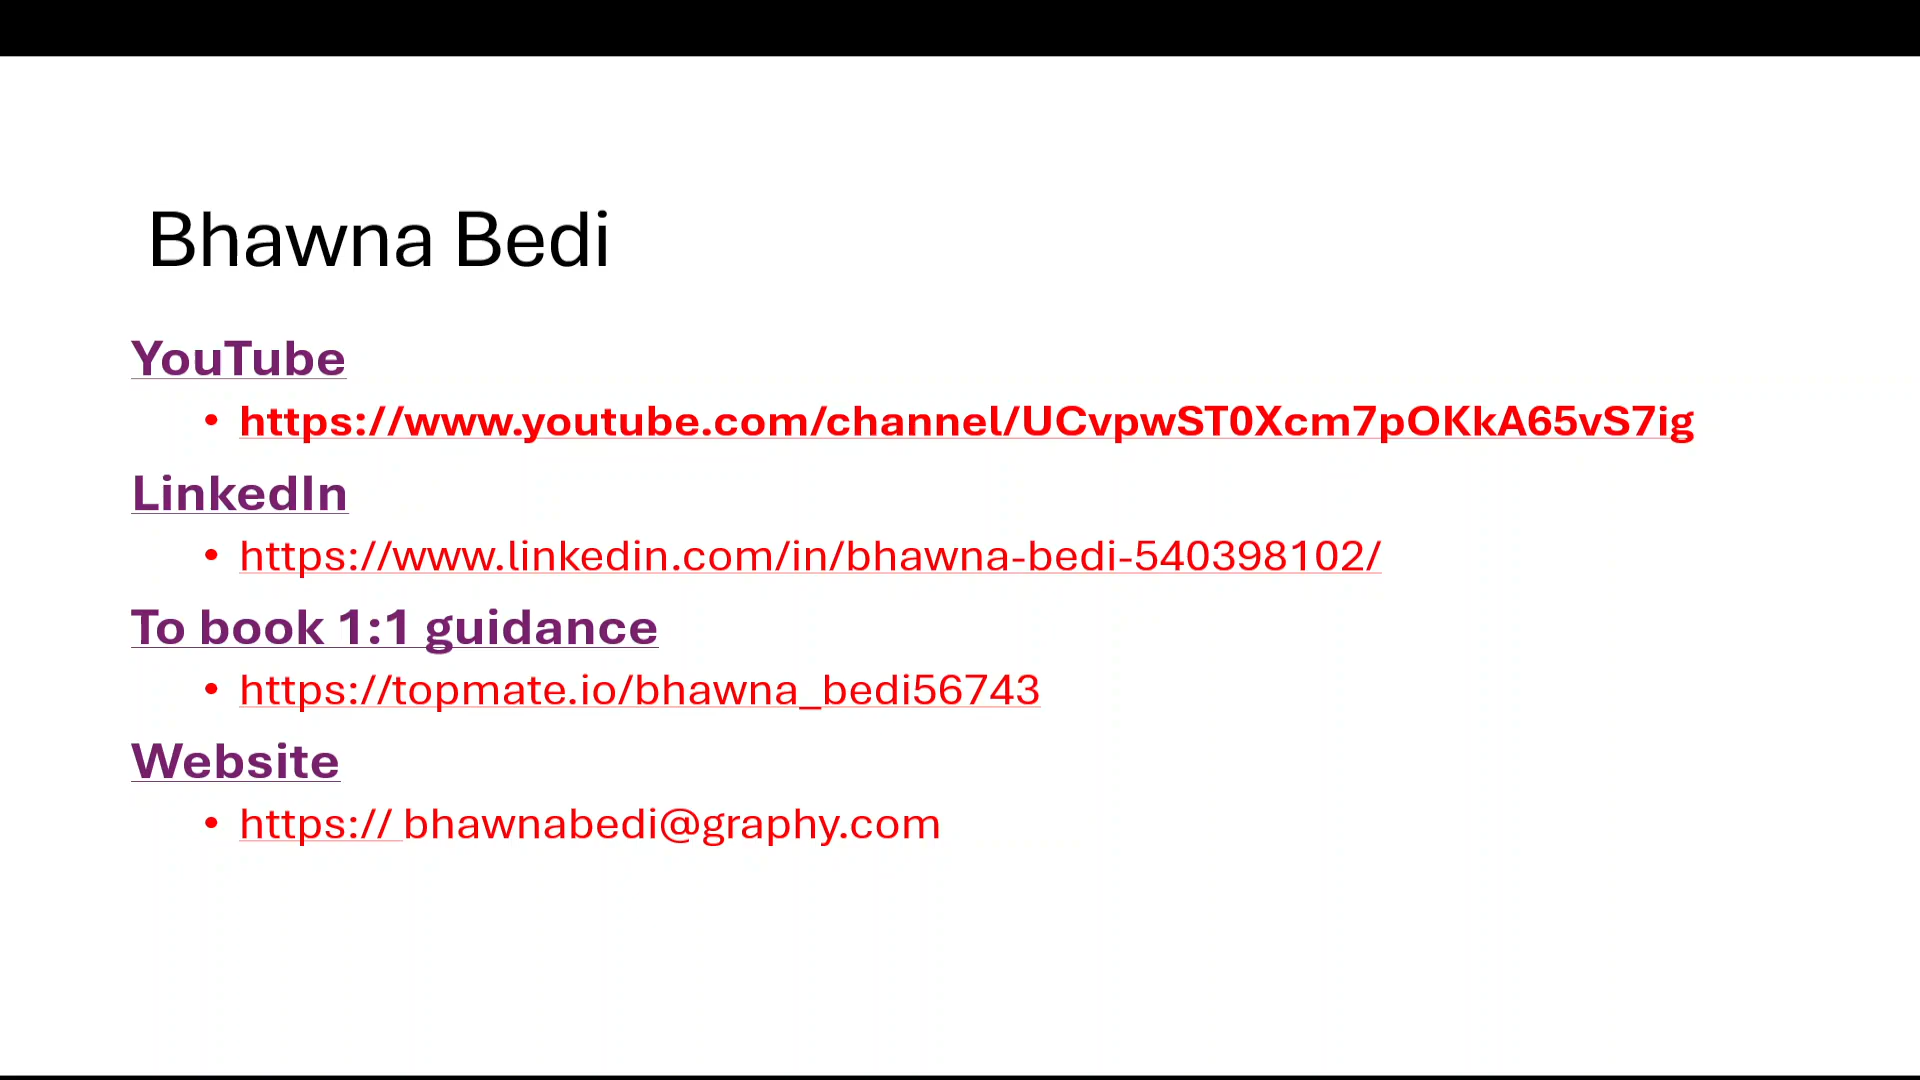 Bhawna Bedi
YouTube
• https://www.youtube.com/channel/UCvpwST0Xcm7pOKkA65vS7ig
LinkedIn
• https://www.linkedin.com/in/bhawna-bedi-540398102/
To book 1:1 guidance
• https://topmate.io/bhawna_bedi56743
Website
• https:// bhawnabedi@graphy.com